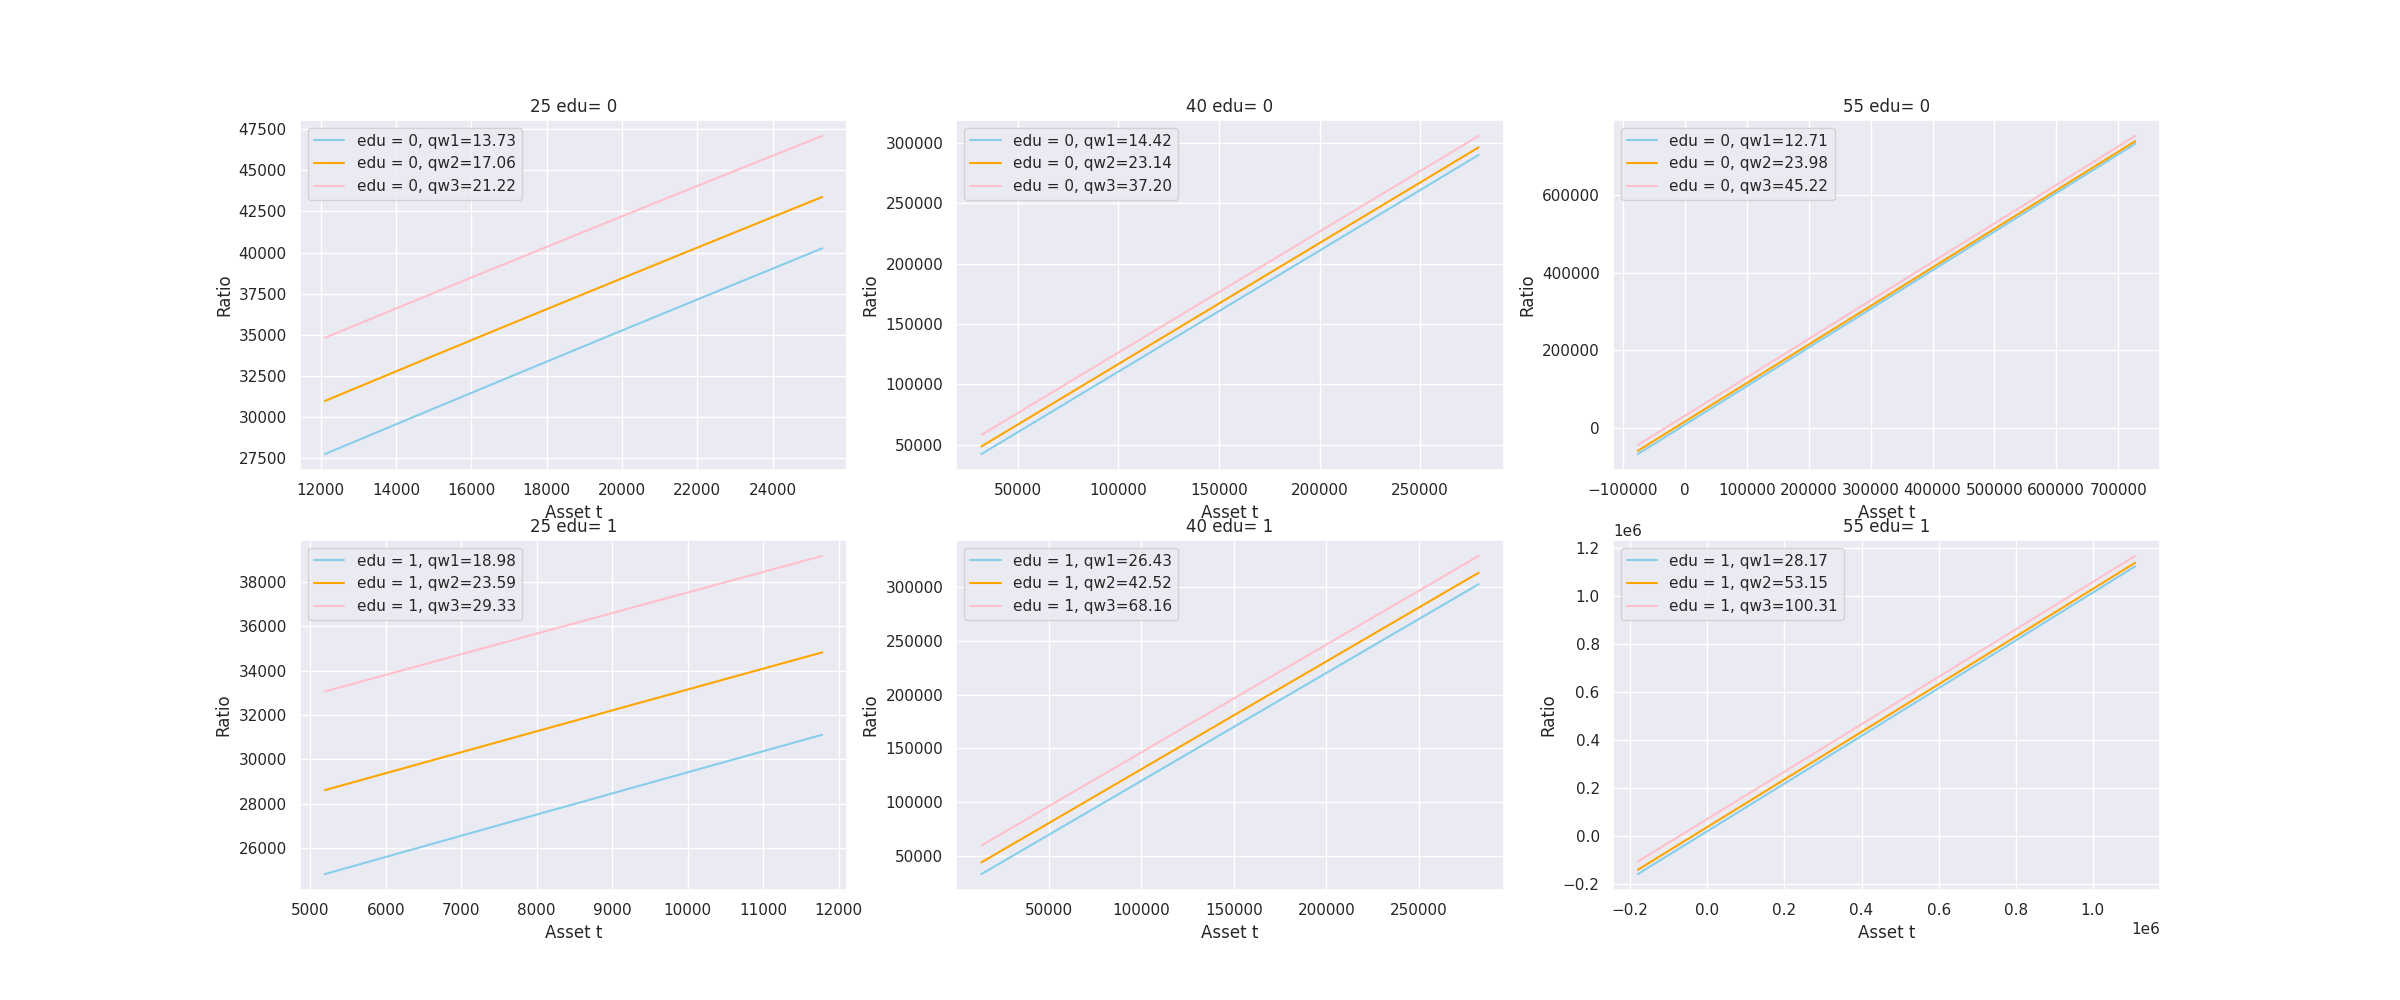 25 edu= 0
47500
45000
42500
40000
37500
35000
32500
30000
27500
Ratio
edu = 0, qw1=13.73
edu = 0, qw2=17.06
edu = 0, qw3=21.22
12000 14000 16000 18000 20000 22000 24000
Asset t
40 edu= 0
300000
250000
200000
150000
100000
50000
Ratio
edu = 0, qw1=14.42
edu = 0, qw2=23.14
edu = 0, qw3=37.20
50000 100000 150000 200000 250000
Asset t
55 edu= 0
600000
400000
200000
0
Ratio
edu = 0, qw1=12.71
edu = 0, qw2=23.98
edu = 0, qw3=45.22
−100000 0 100000 200000 300000 400000 500000 600000 700000
Asset t
25 edu= 1
38000
36000
34000
32000
30000
28000
26000
Ratio
edu = 1, qw1=18.98
edu = 1, qw2=23.59
edu = 1, qw3=29.33
5000 6000 7000 8000 9000 10000 11000 12000
Asset t
40 edu= 1
300000
250000
200000
150000
100000
50000
Ratio
edu = 1, qw1=26.43
edu = 1, qw2=42.52
edu = 1, qw3=68.16
50000 100000 150000 200000 250000
Asset t
55 edu= 1
1e6
1.2
1.0
0.8
0.6
0.4
0.2
0.0
−0.2
Ratio
edu = 1, qw1=28.17
edu = 1, qw2=53.15
edu = 1, qw3=100.31
−0.2 0.0 0.2 0.4 0.6 0.8 1.0
1e6
Asset t